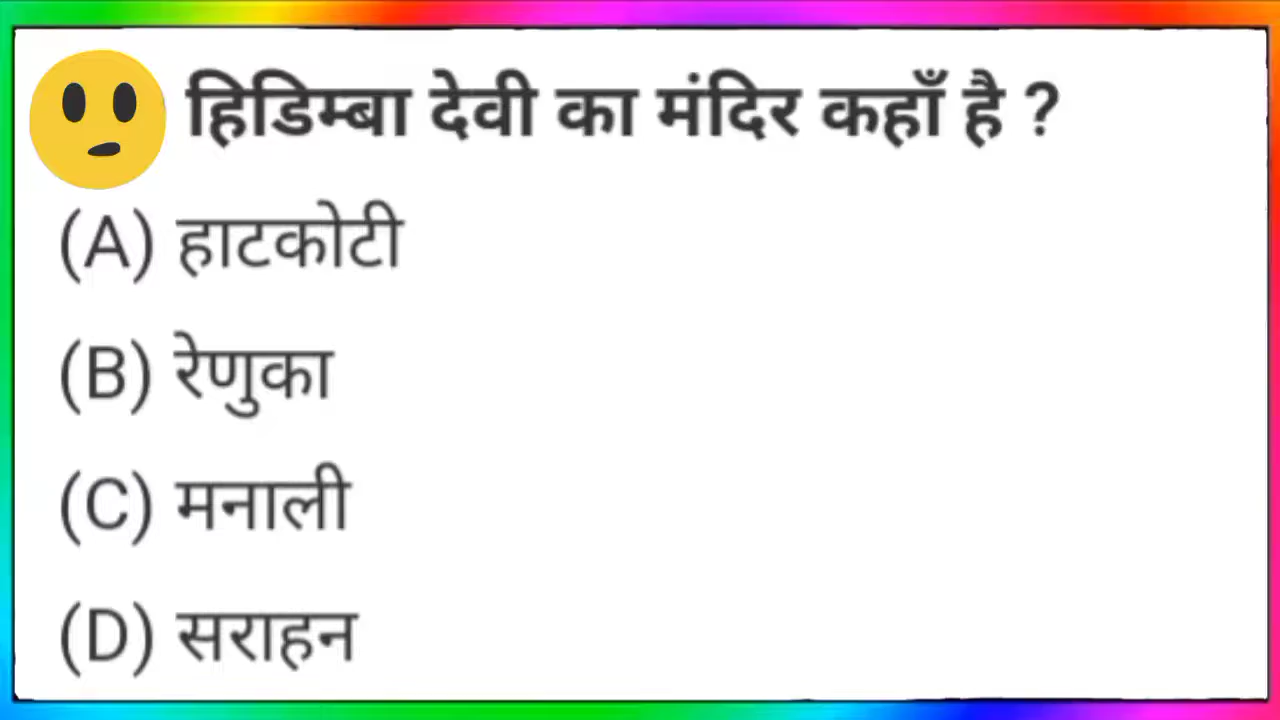 हिडिम्बा देवी का मंदिर कहाँ है ?
(A) हाटकोटी
(B) रेणुका
(C) मनाली
(D) सराहन